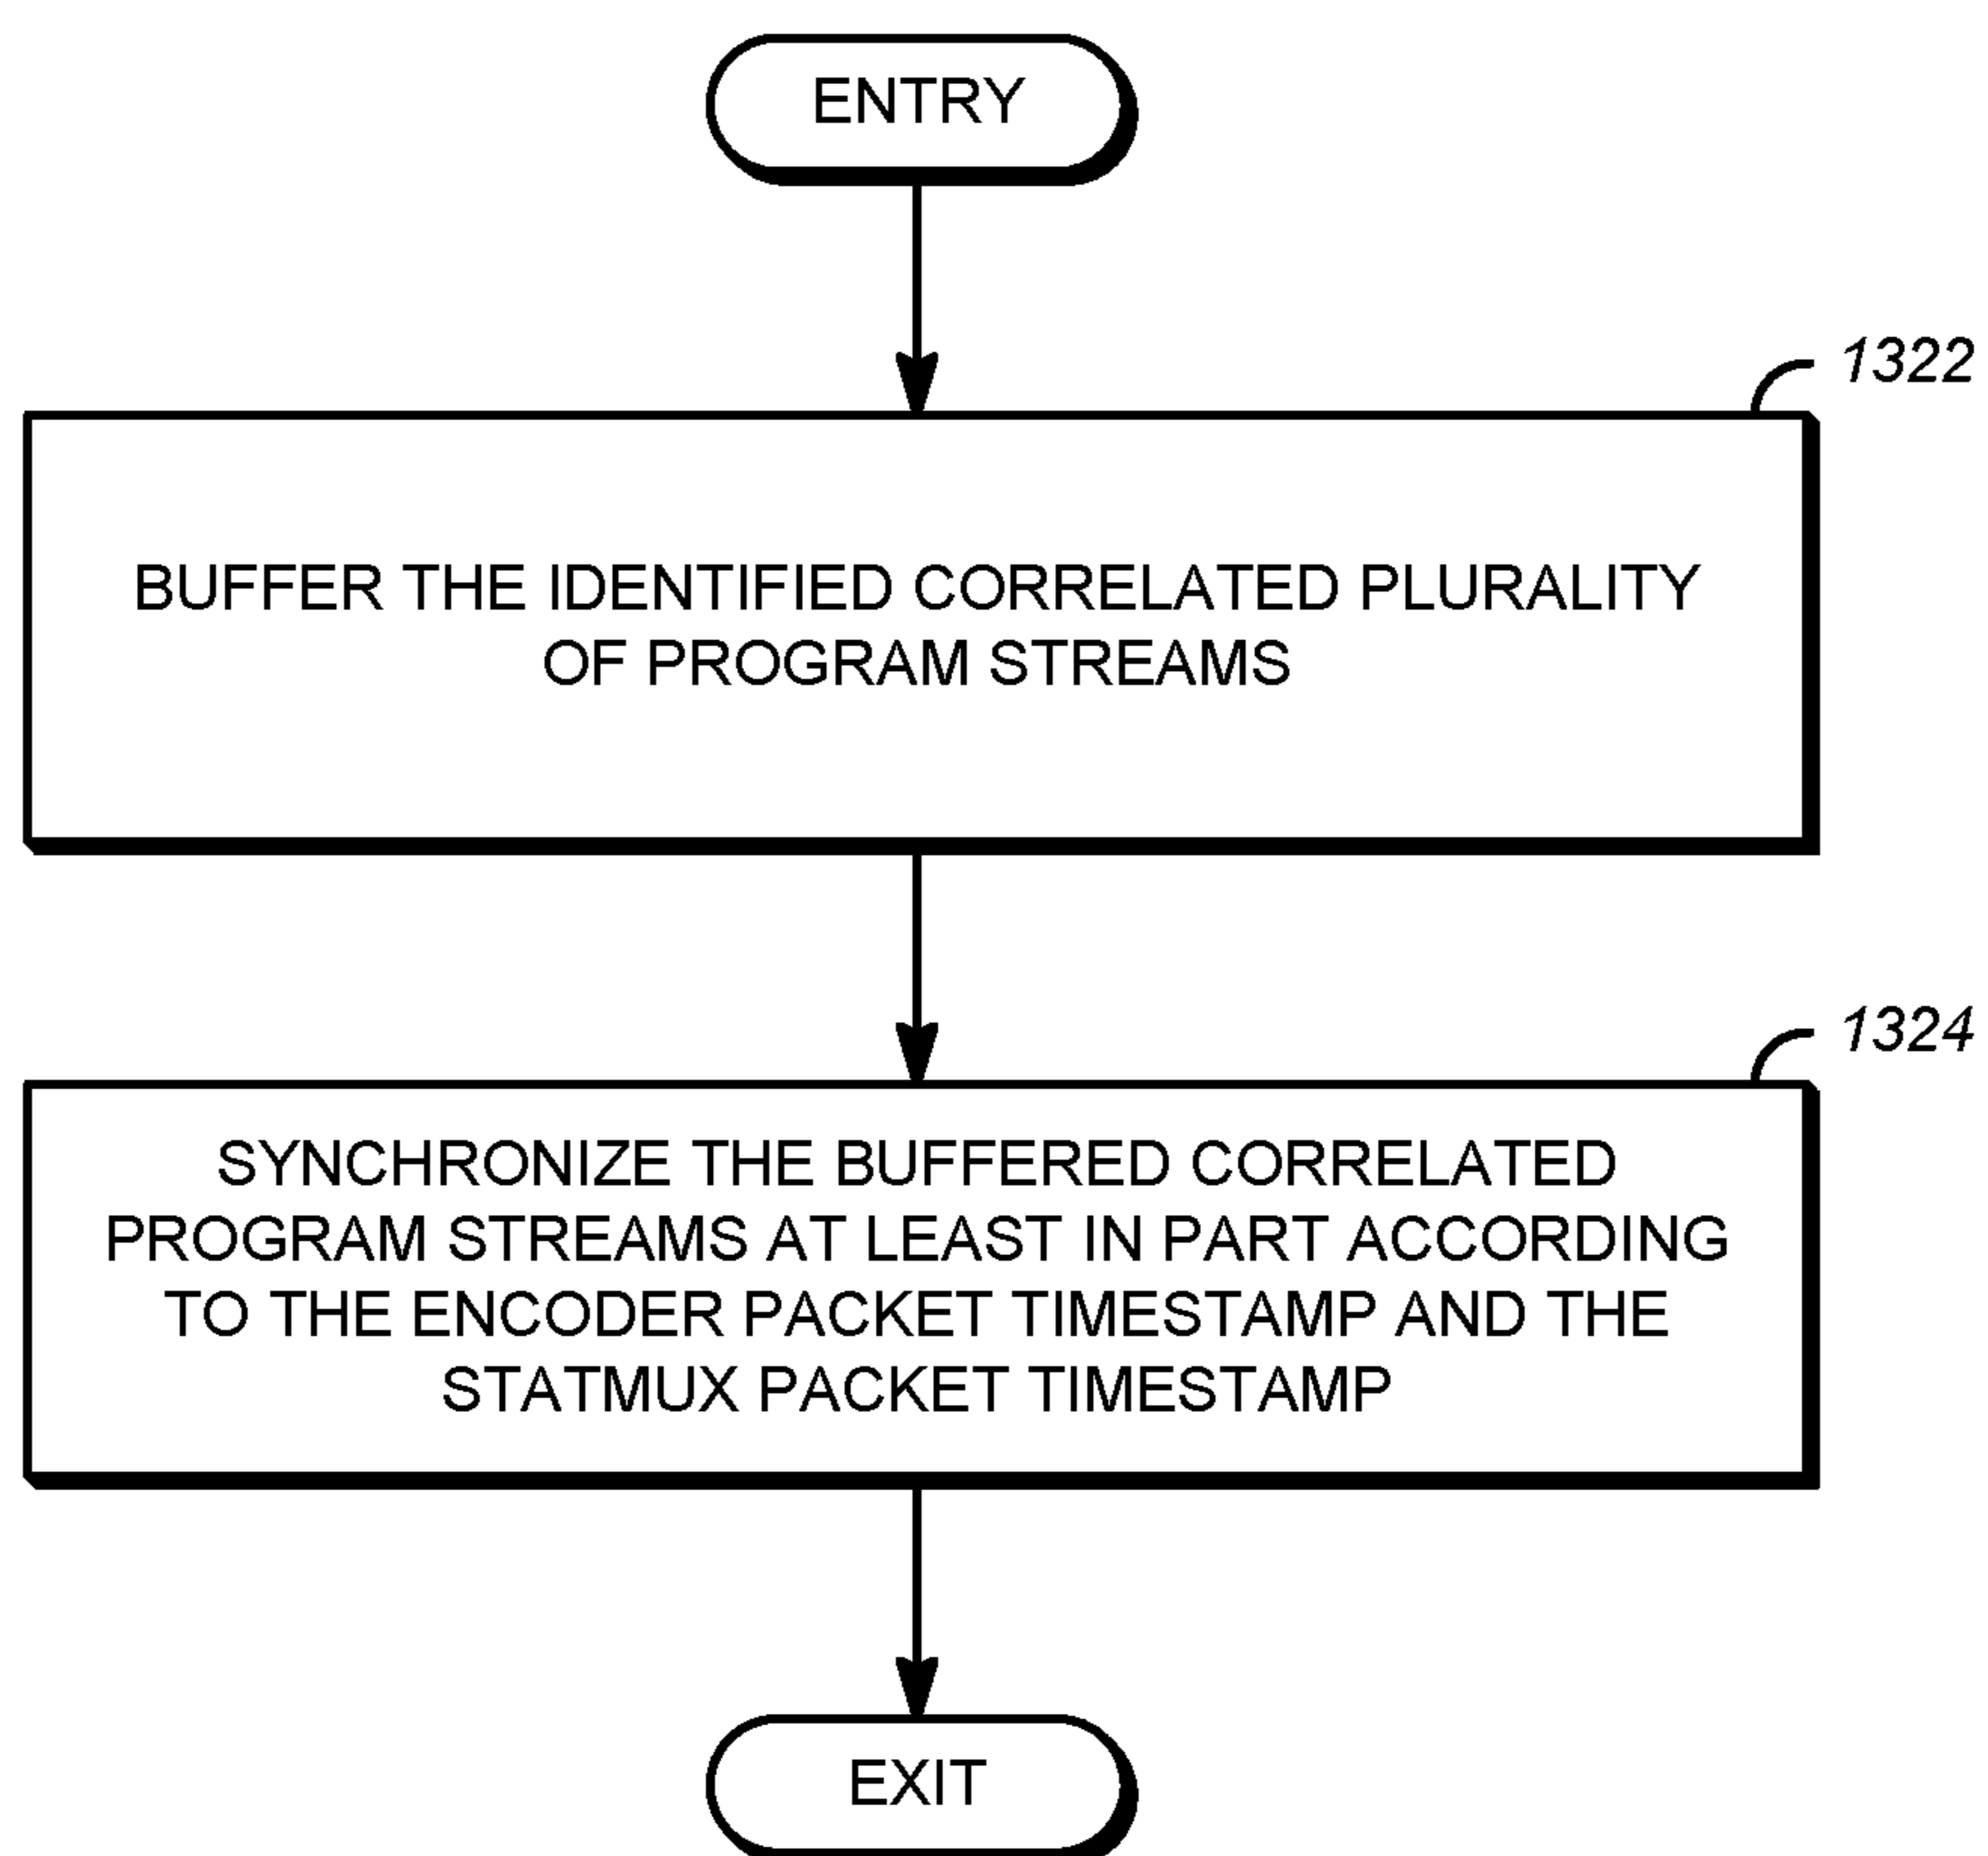 ENTRY
1322
BUFFER THE IDENTIFIED CORRELATED PLURALITY
OF PROGRAM STREAMS
1324
SYNCHRONIZE THE BUFFERED CORRELATED
PROGRAM STREAMS AT LEAST IN PART ACCORDING
TO THE ENCODER PACKET TIMESTAMP AND THE
STATMUX PACKET TIMESTAMP
EXIT